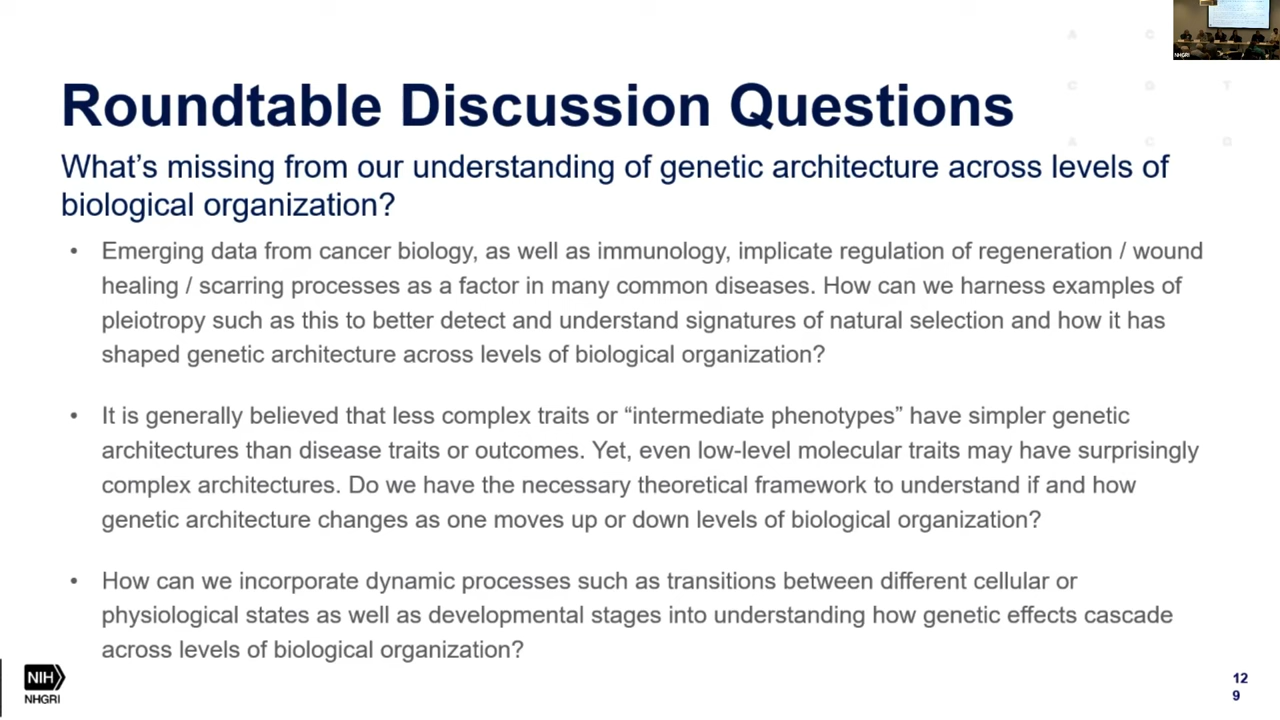 Roundtable Discussion Questions
What's missing from our understanding of genetic architecture across levels of
biological organization?
• Emerging data from cancer biology, as well as immunology, implicate regulation of regeneration / wound
healing / scarring processes as a factor in many common diseases. How can we harness examples of
pleiotropy such as this to better detect and understand signatures of natural selection and how it has
shaped genetic architecture across levels of biological organization?
• It is generally believed that less complex traits or “intermediate phenotypes” have simpler genetic
architectures than disease traits or outcomes. Yet, even low-level molecular traits may have surprisingly
complex architectures. Do we have the necessary theoretical framework to understand if and how
genetic architecture changes as one moves up or down levels of biological organization?
• How can we incorporate dynamic processes such as transitions between different cellular or
physiological states as well as developmental stages into understanding how genetic effects cascade
across levels of biological organization?
NIH
NHGRI
12
9
NHGRI
A C
C G T
A C G